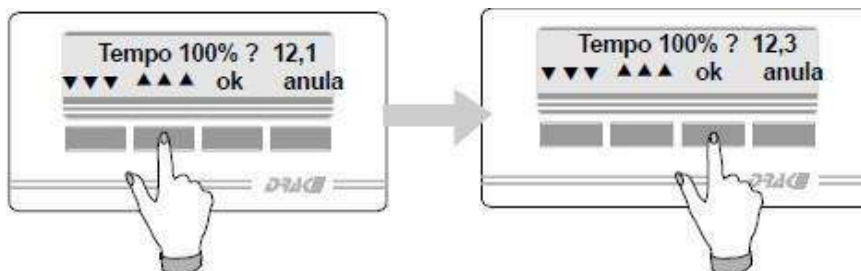 Tempo 100% ? 12,1
▼▼▼ ▲▲▲ ok anula
DRACE
Tempo 100% ? 12,3
▼▼▼ ▲▲▲ ok anula